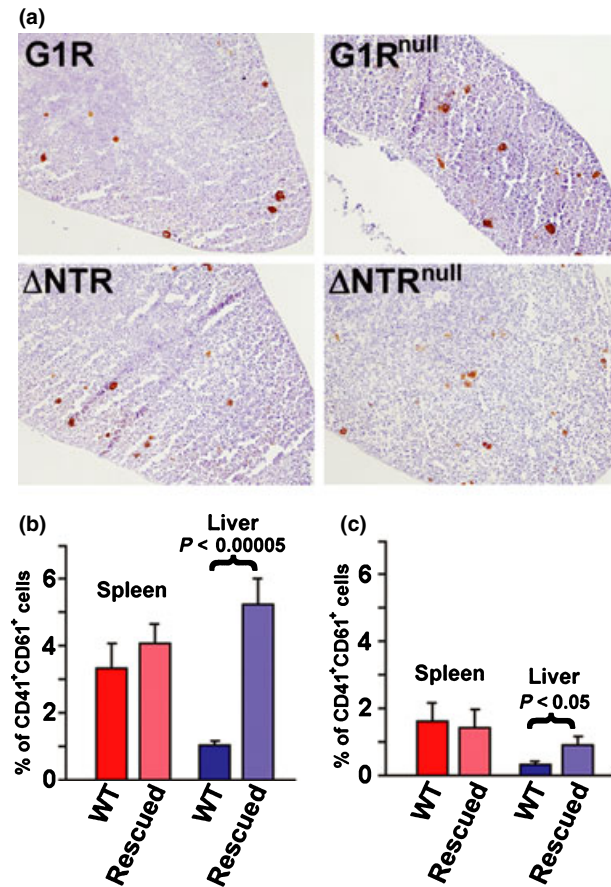 (a)
G1R
G1R^null
ΔNTR
ΔNTR^null
(b)
% of CD41⁺CD61⁺ cells
6
4
2
0
Spleen
Liver
P < 0.00005
WT
Rescued
WT
Rescued
(c)
% of CD41⁺CD61⁺ cells
6
4
2
0
Spleen
Liver
P < 0.05
WT
Rescued
WT
Rescued